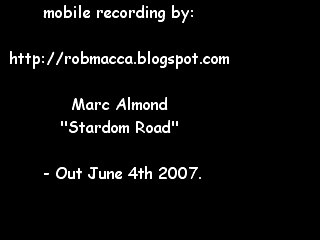 mobile recording by:
http://robmacca.blogspot.com
Marc Almond
"Stardom Road"
- Out June 4th 2007.